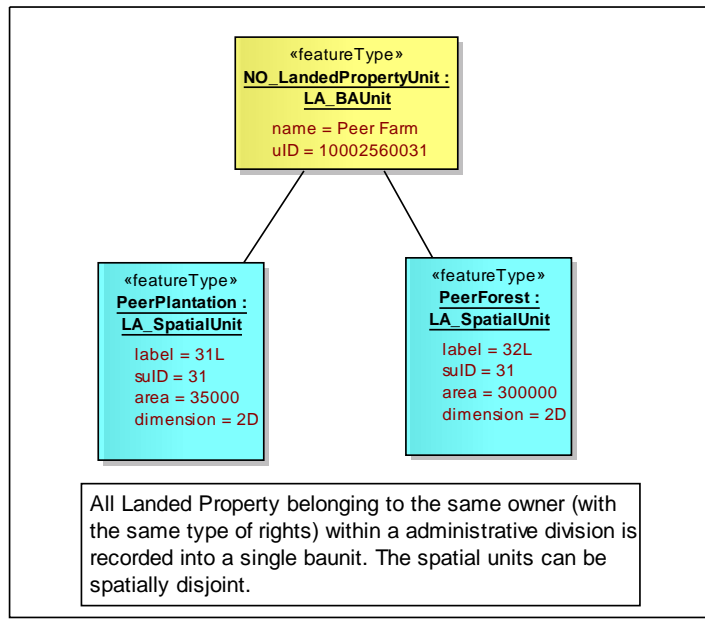 «featureType»
NO_LandedPropertyUnit :
LA_BAUnit
name = Peer Farm
uID = 10002560031
«featureType»
PeerPlantation :
LA_SpatialUnit
label = 31L
suID = 31
area = 35000
dimension = 2D
«featureType»
PeerForest :
LA_SpatialUnit
label = 32L
suID = 31
area = 300000
dimension = 2D
All Landed Property belonging to the same owner (with
the same type of rights) within a administrative division is
recorded into a single baunit. The spatial units can be
spatially disjoint.